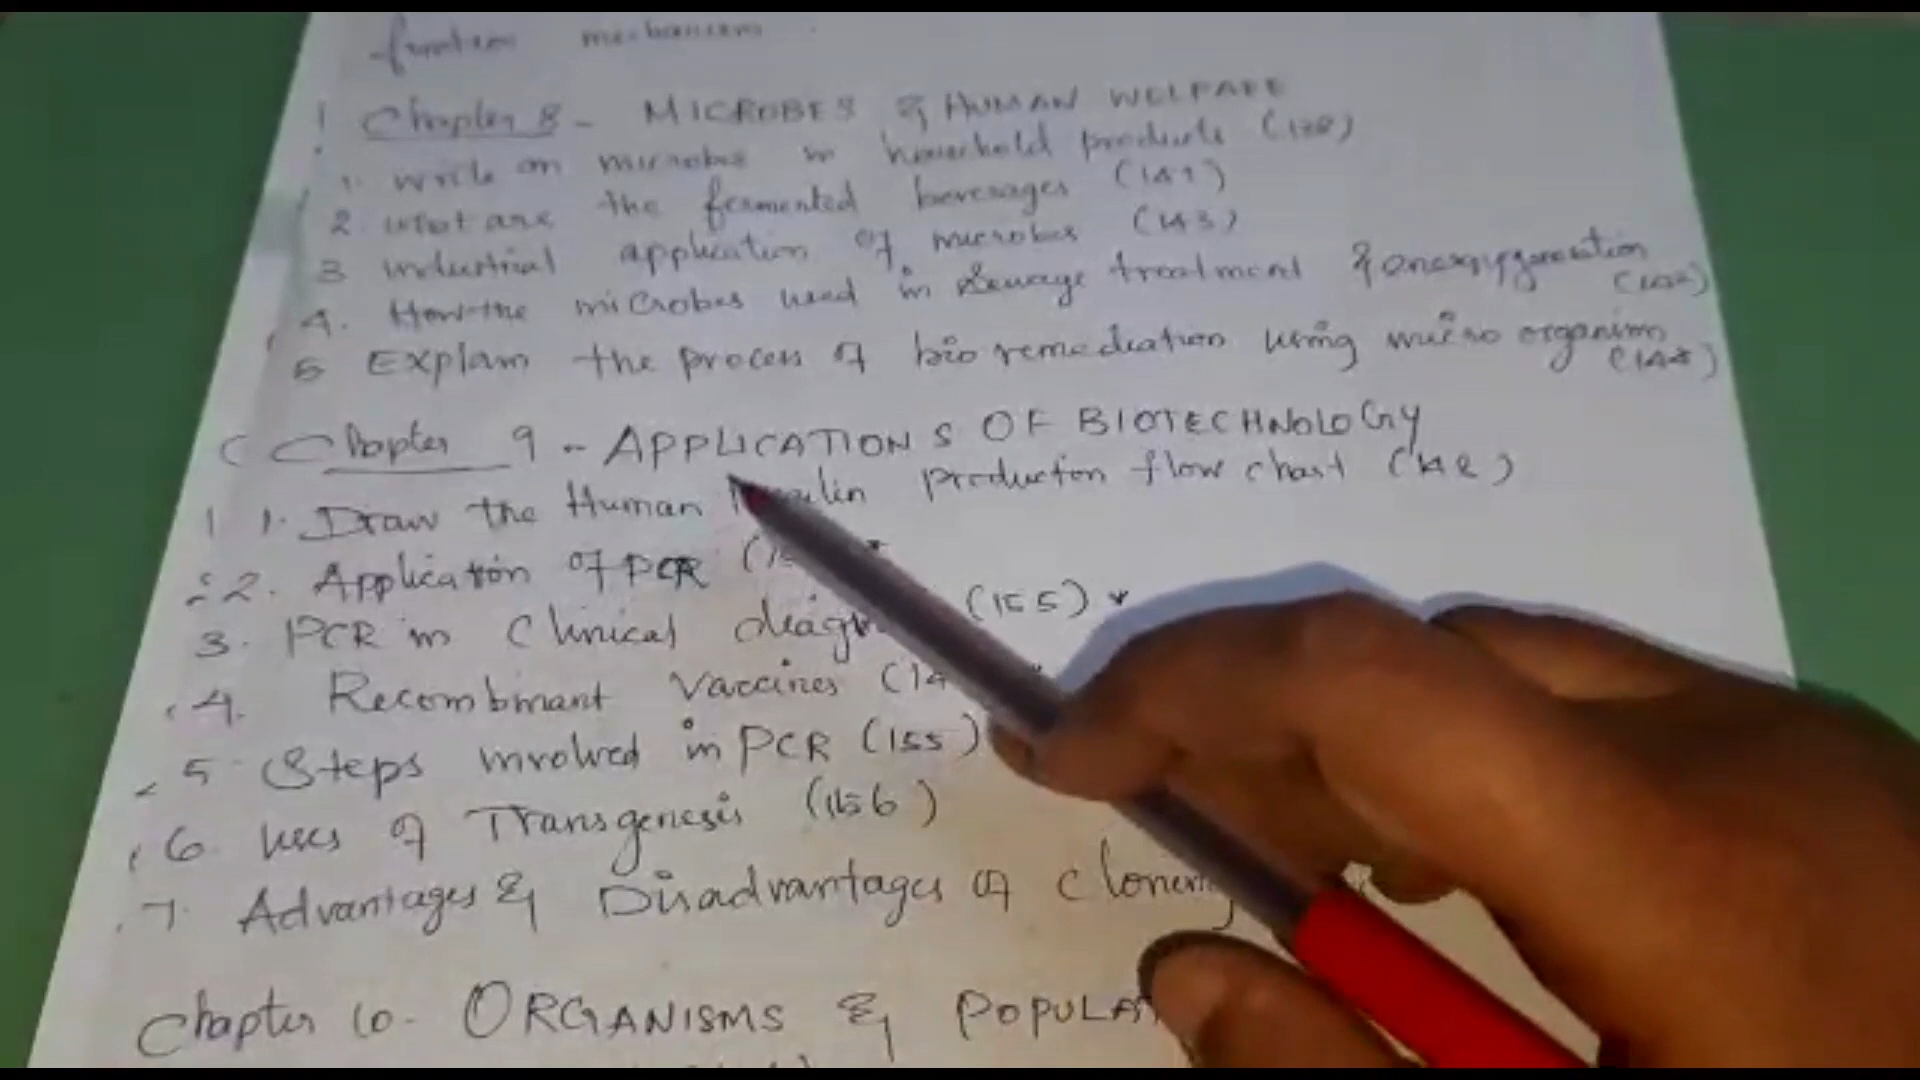 function mechanism
Chapter 8 - MICROBES & HUMAN WELFARE
1. Write on microbes in household products
2. What are the fermented beverages (141)
3 industrial application of microbes (143)
4. How the microbes used in Sewage treatment & energy generation
5 Explain the process of bio remediation using micro organism
Chapter 9 - APPLICATIONS OF BIOTECHNOLOGY
1. Draw the Human Production flow chart
2. Application of PCR
3. PCR in Clinical (155) *
4. Recombinant Vaccines
5 Steps involved in PCR (155)
6. uses of Transgenesis (156)
7. Advantages & Disadvantages of
Chapter 10 - ORGANISMS &